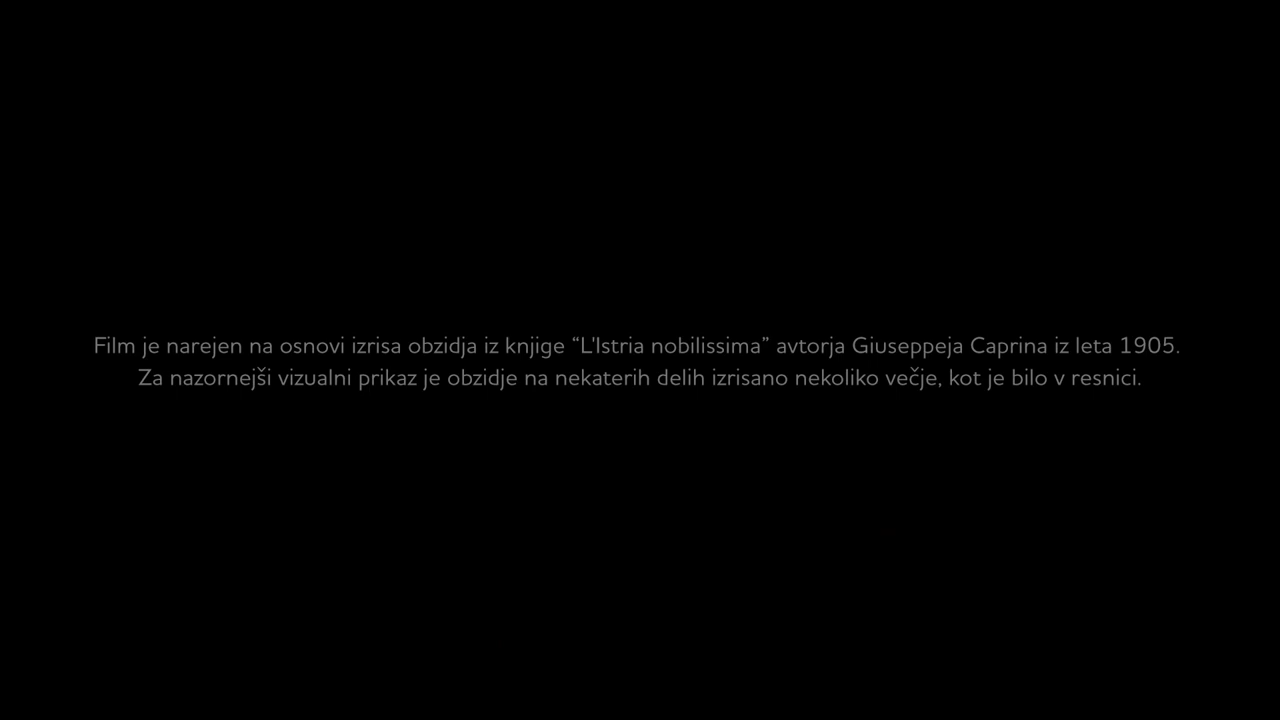 Film je narejen na osnovi izrisa obzidja iz knjige “L'Istria nobilissima” avtorja Giuseppeja Caprina iz leta 1905.
Za nazornejši vizualni prikaz je obzidje na nekaterih delih izrisano nekoliko večje, kot je bilo v resnici.